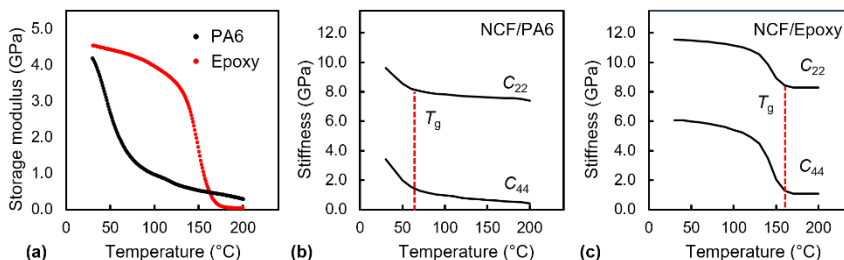 5.0
4.0
3.0
2.0
1.0
0.0
Storage modulus (GPa)
PA6
Epoxy
0 50 100 150 200
Temperature (°C)
(a)
12.0
10.0
8.0
6.0
4.0
2.0
0.0
Stiffness (GPa)
NCF/PA6
C22
Tg
C44
0 50 100 150 200
Temperature (°C)
(b)
12.0
10.0
8.0
6.0
4.0
2.0
0.0
Stiffness (GPa)
NCF/Epoxy
C22
Tg
C44
0 50 100 150 200
Temperature (°C)
(c)